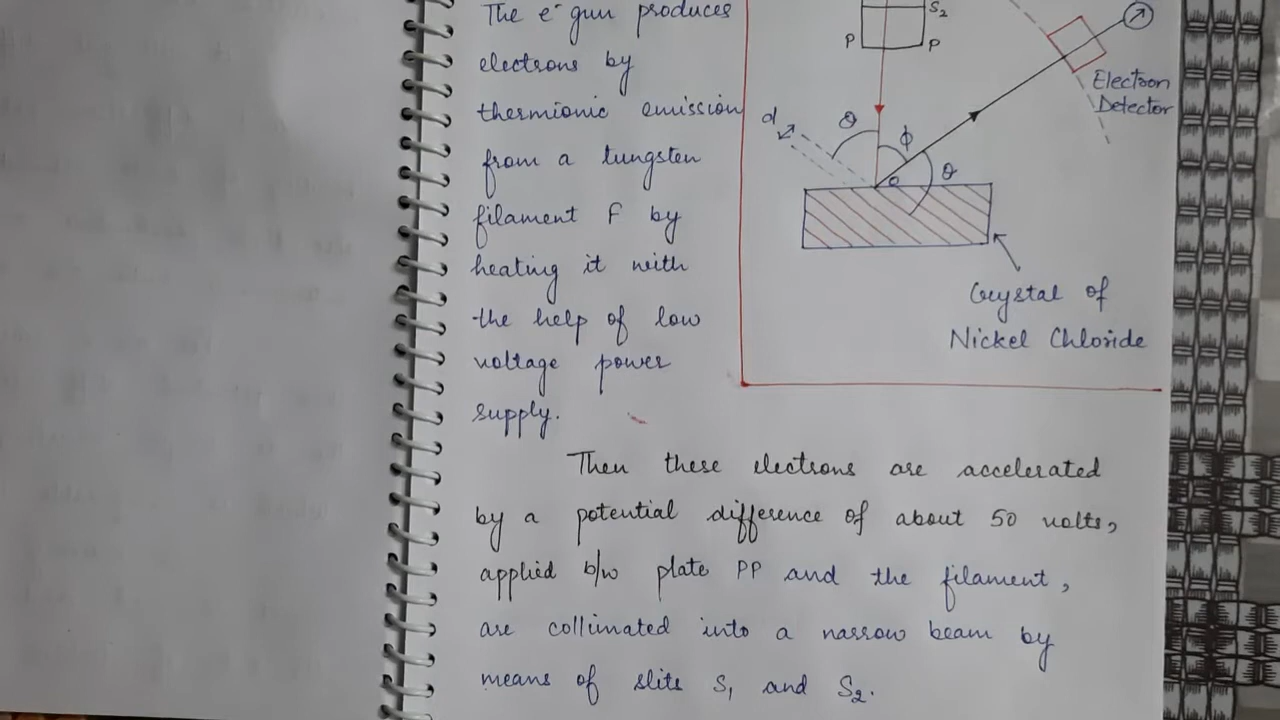 The e⁻ gun produces
electrons by
thermionic emission
from a tungsten
filament F by
heating it with
the help of low
voltage power
supply.
S₂
P
P
Electron
Detector
d
θ
ϕ
θ
Crystal of
Nickel Chloride
Then these electrons are accelerated
by a potential difference of about 50 volts,
applied b/w plate PP and the filament,
are collimated into a narrow beam by
means of slits S₁ and S₂.